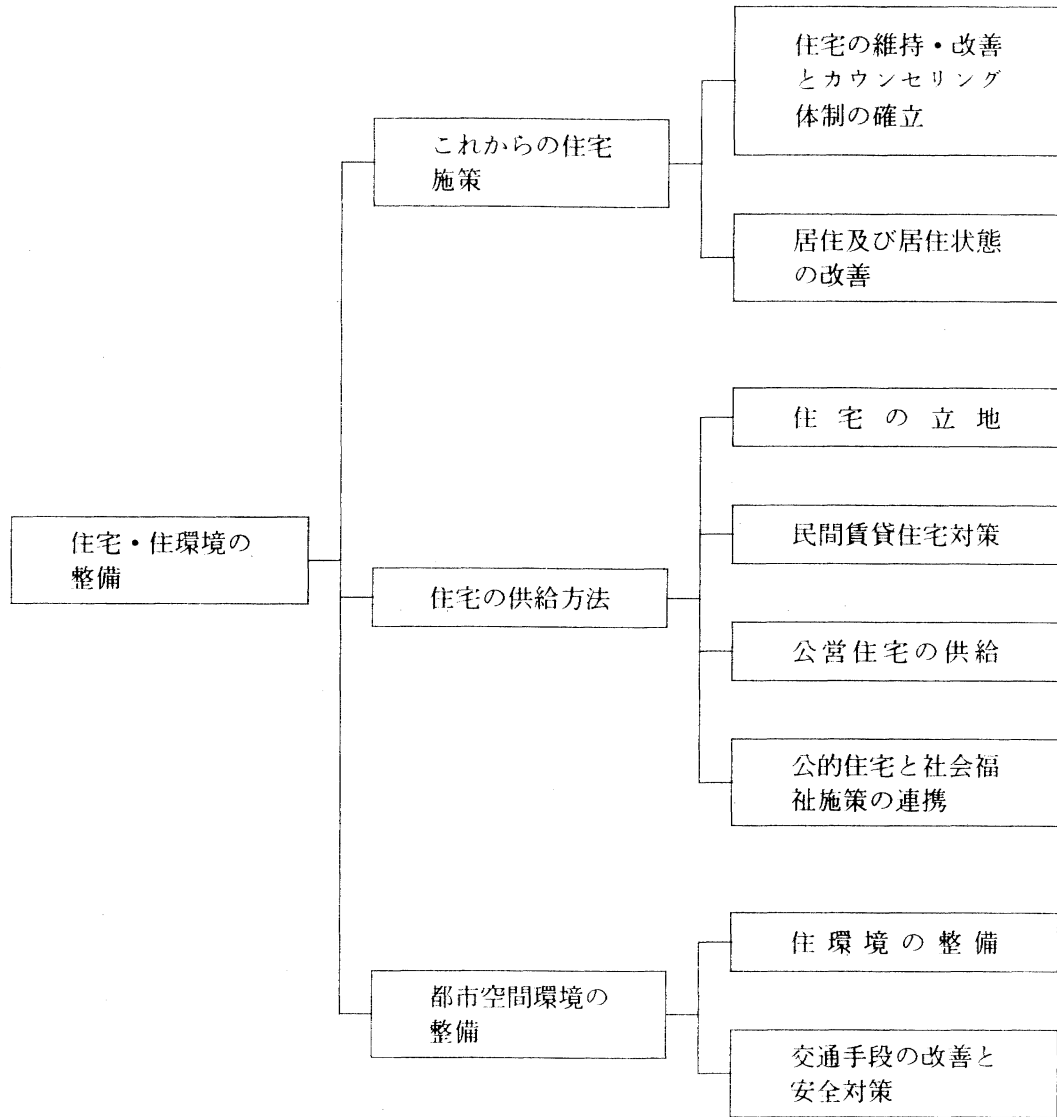 住宅・住環境の
整備
これからの住宅
施策
住宅の維持・改善
とカウンセリング
体制の確立
居住及び居住状態
の改善
住宅の供給方法
住宅の立地
民間賃貸住宅対策
公営住宅の供給
公的住宅と社会福
祉施策の連携
都市空間環境の
整備
住環境の整備
交通手段の改善と
安全対策